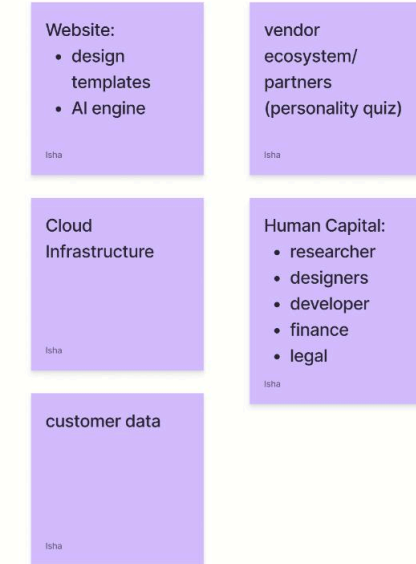 Website:
• design
templates
• AI engine
Isha
vendor
ecosystem/
partners
(personality quiz)
Isha
Cloud
Infrastructure
Isha
Human Capital:
• researcher
• designers
• developer
• finance
• legal
Isha
customer data
Isha